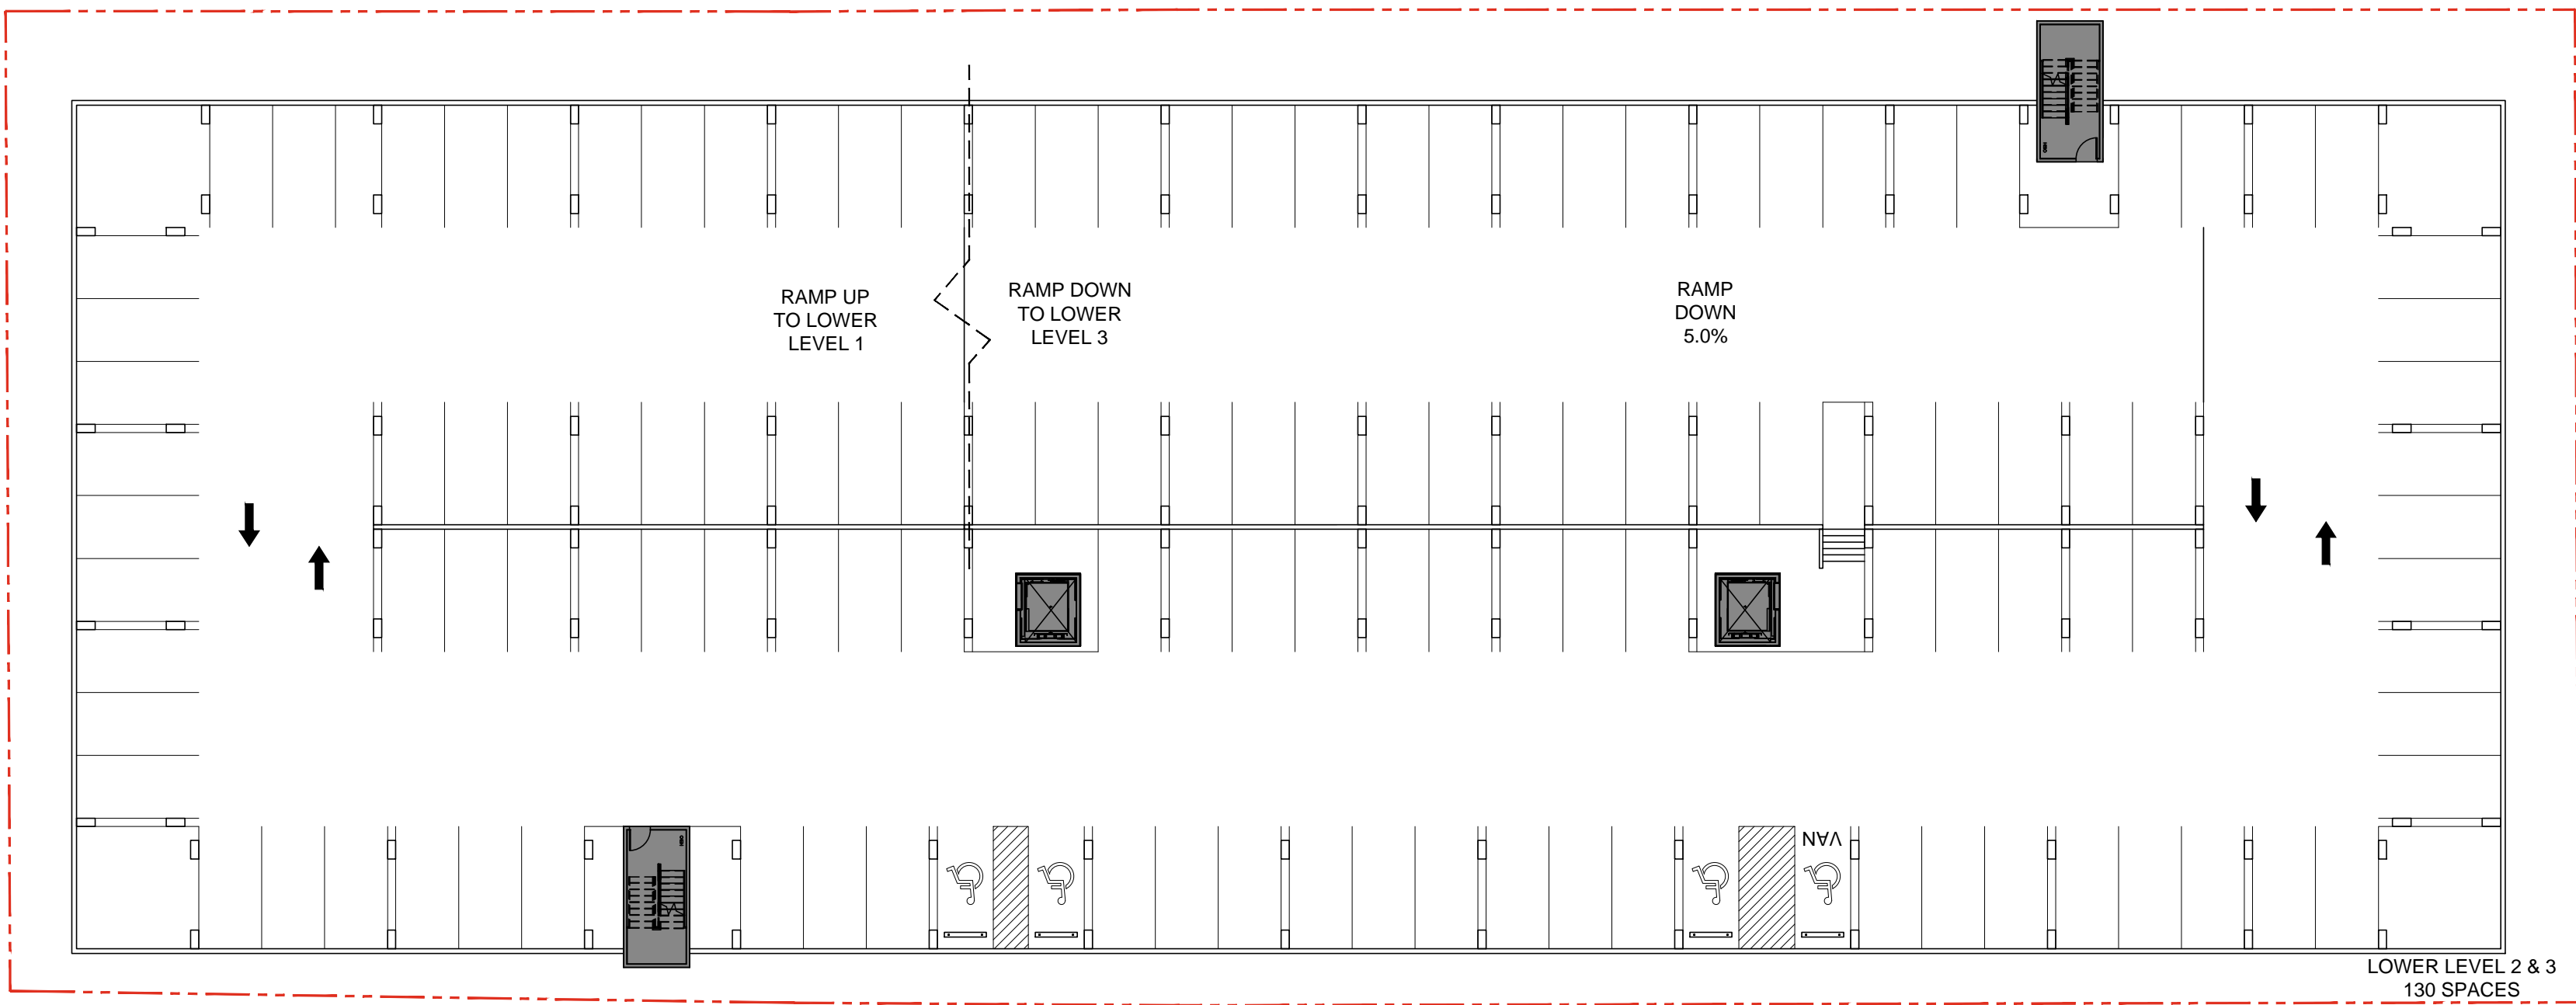 RAMP UP
TO LOWER
LEVEL 1
RAMP DOWN
TO LOWER
LEVEL 3
RAMP
DOWN
5.0%
VAN
LOWER LEVEL 2 & 3
130 SPACES